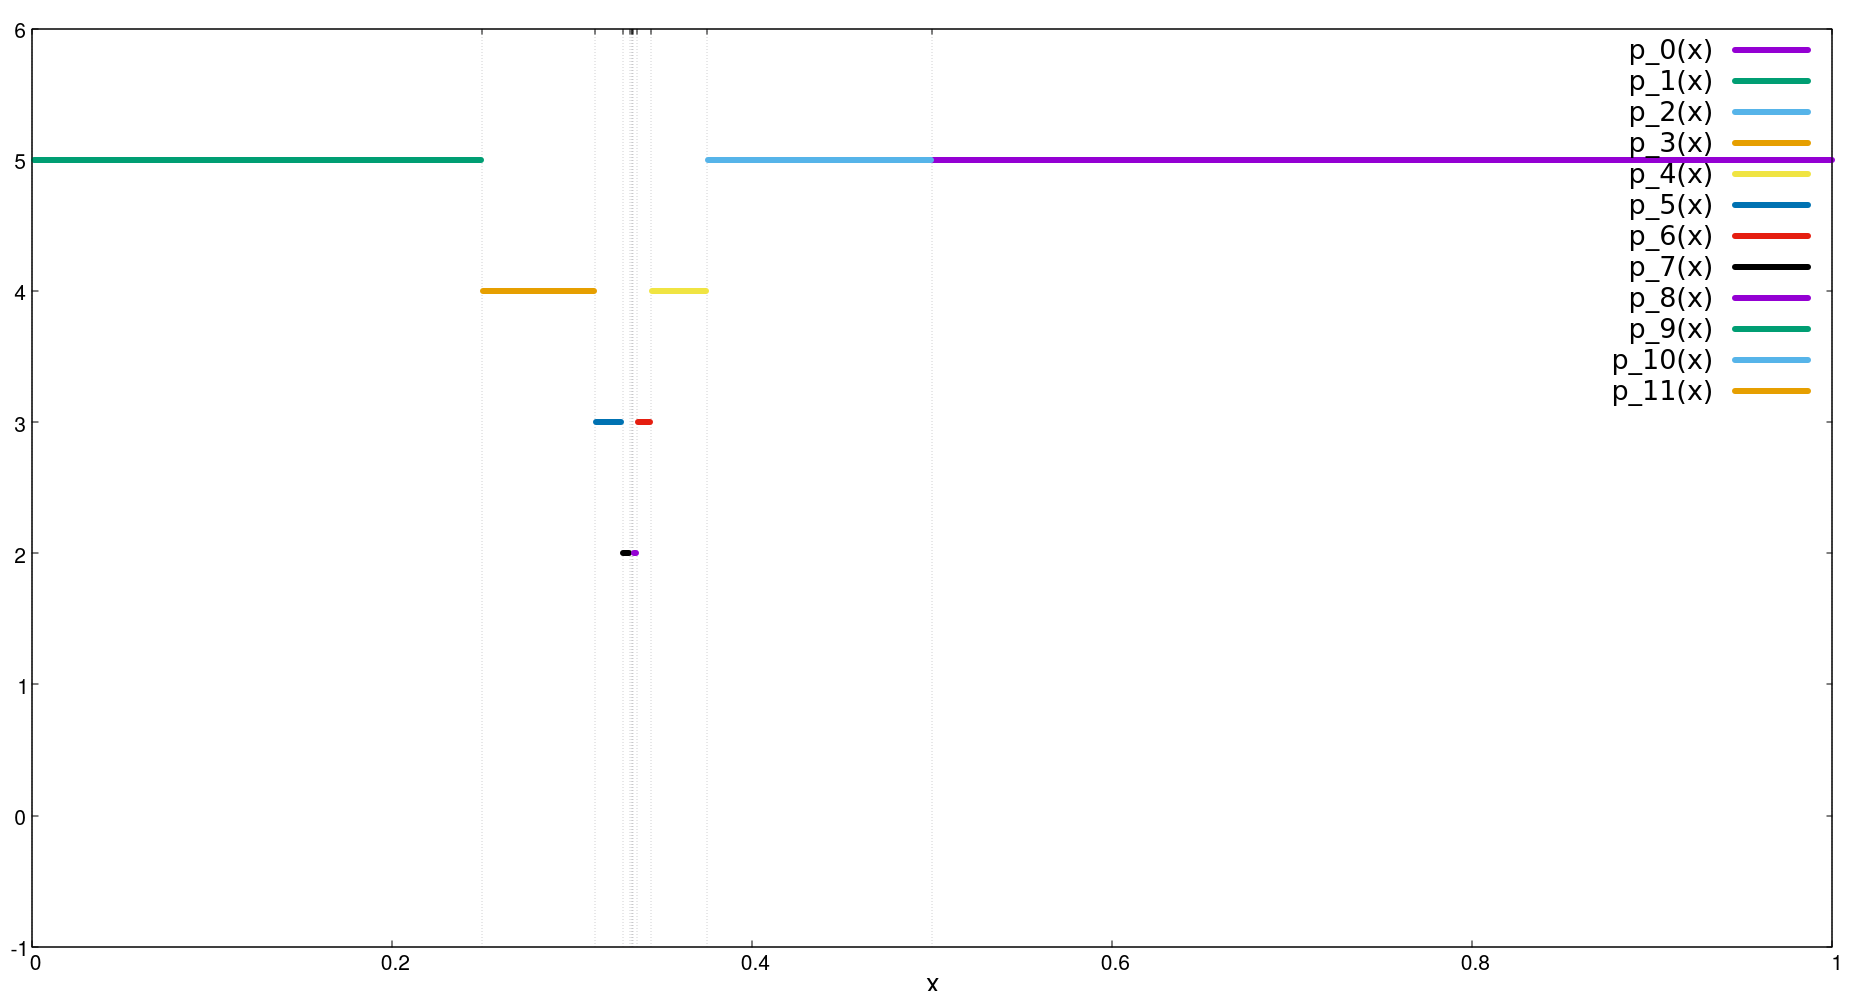 6
5
4
3
2
1
0
-1
0 0.2 0.4 0.6 0.8 1
x
p_0(x)
p_1(x)
p_2(x)
p_3(x)
p_4(x)
p_5(x)
p_6(x)
p_7(x)
p_8(x)
p_9(x)
p_10(x)
p_11(x)